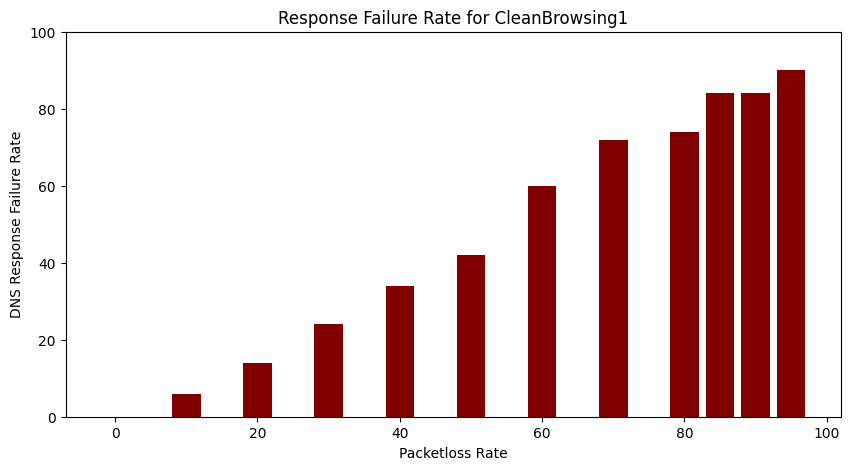 Response Failure Rate for CleanBrowsing1
100
80
60
40
20
0
DNS Response Failure Rate
0 20 40 60 80 100
Packetloss Rate